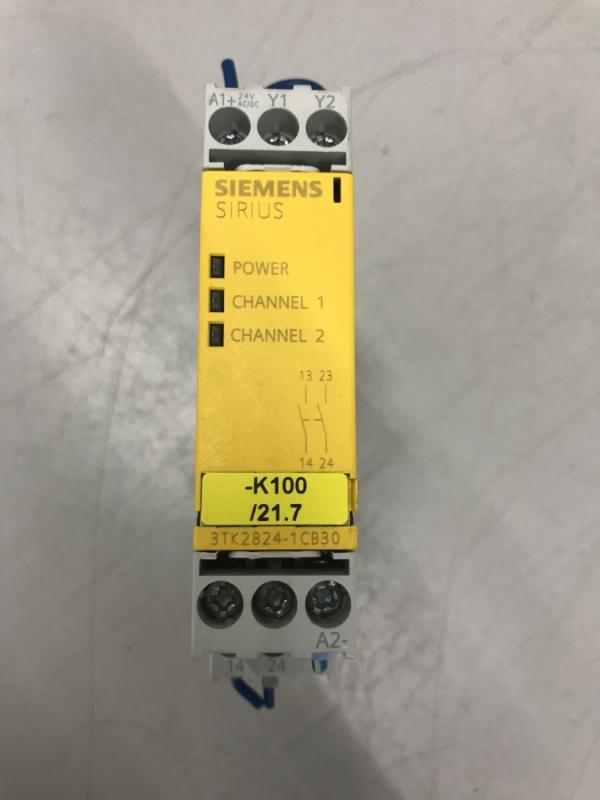 A1+ 24V AC/DC Y1 Y2
SIEMENS
SIRIUS
POWER
CHANNEL 1
CHANNEL 2
13 23
14 24
-K100
/21.7
3TK2824-1CB30
A2-
14 24